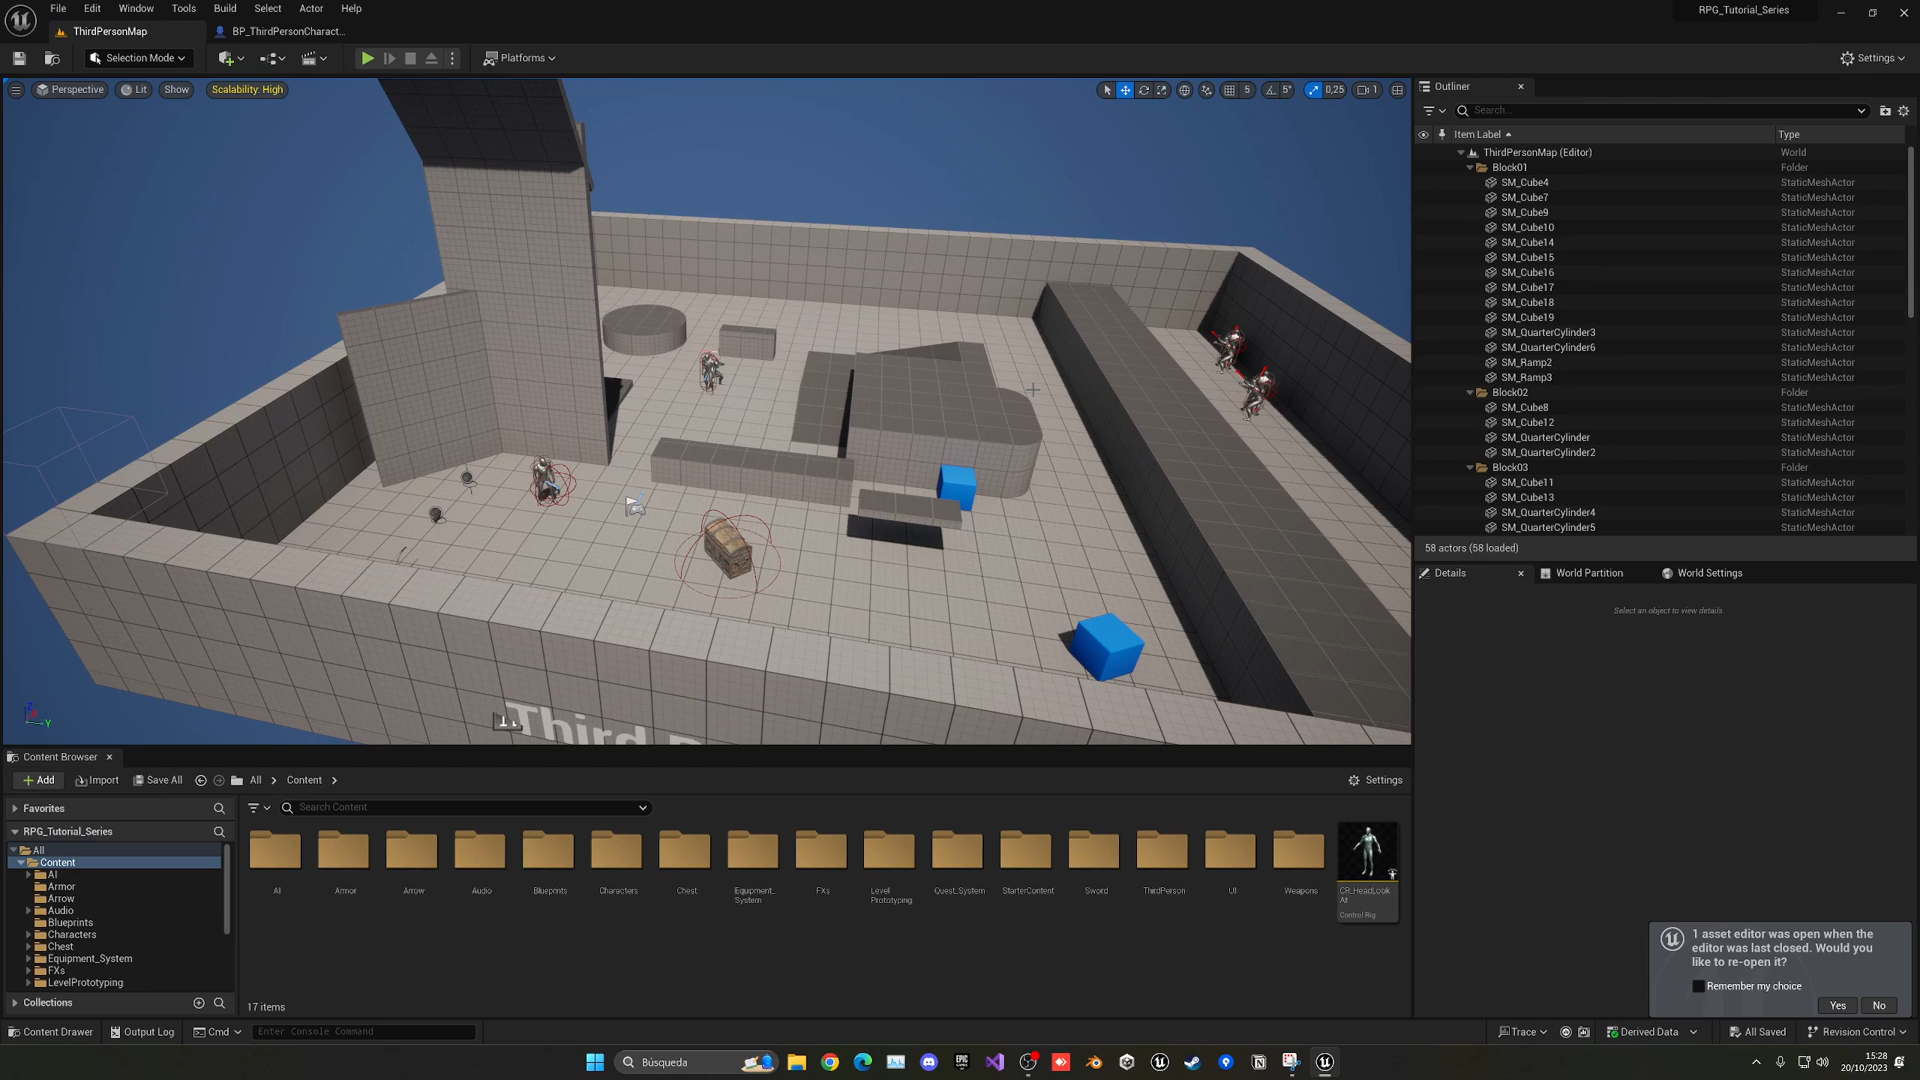 File Edit Window Tools Build Select Actor Help
RPG_Tutorial_Series
ThirdPersonMap
BP_ThirdPersonCharact...
Selection Mode
Platforms
Settings
Perspective
Lit
Show
Scalability: High
5
5°
0,25
1
Third
Z
Y
Outliner
Search...
Item Label
Type
ThirdPersonMap (Editor) World
Block01 Folder
SM_Cube4 StaticMeshActor
SM_Cube7 StaticMeshActor
SM_Cube9 StaticMeshActor
SM_Cube10 StaticMeshActor
SM_Cube14 StaticMeshActor
SM_Cube15 StaticMeshActor
SM_Cube16 StaticMeshActor
SM_Cube17 StaticMeshActor
SM_Cube18 StaticMeshActor
SM_Cube19 StaticMeshActor
SM_QuarterCylinder3 StaticMeshActor
SM_QuarterCylinder6 StaticMeshActor
SM_Ramp2 StaticMeshActor
SM_Ramp3 StaticMeshActor
Block02 Folder
SM_Cube8 StaticMeshActor
SM_Cube12 StaticMeshActor
SM_QuarterCylinder StaticMeshActor
SM_QuarterCylinder2 StaticMeshActor
Block03 Folder
SM_Cube11 StaticMeshActor
SM_Cube13 StaticMeshActor
SM_QuarterCylinder4 StaticMeshActor
SM_QuarterCylinder5 StaticMeshActor
58 actors (58 loaded)
Details
World Partition
World Settings
Select an object to view details.
Content Browser
Add
Import
Save All
All
Content
Settings
Favorites
RPG_Tutorial_Series
All
Content
AI
Armor
Arrow
Audio
Blueprints
Characters
Chest
Equipment_System
FXs
LevelPrototyping
Collections
Search Content
AI
Armor
Arrow
Audio
Blueprints
Characters
Chest
Equipment_
System
FXs
Level
Prototyping
Quest_System
StarterContent
Sword
ThirdPerson
UI
Weapons
CR_HeadLook
At
Control Rig
17 items
1 asset editor was open when the
editor was last closed. Would you
like to re-open it?
Remember my choice
Yes
No
Content Drawer
Output Log
Cmd
Enter Console Command
Trace
Derived Data
All Saved
Revision Control
Búsqueda
EPIC
GAMES
15:28
20/10/2023